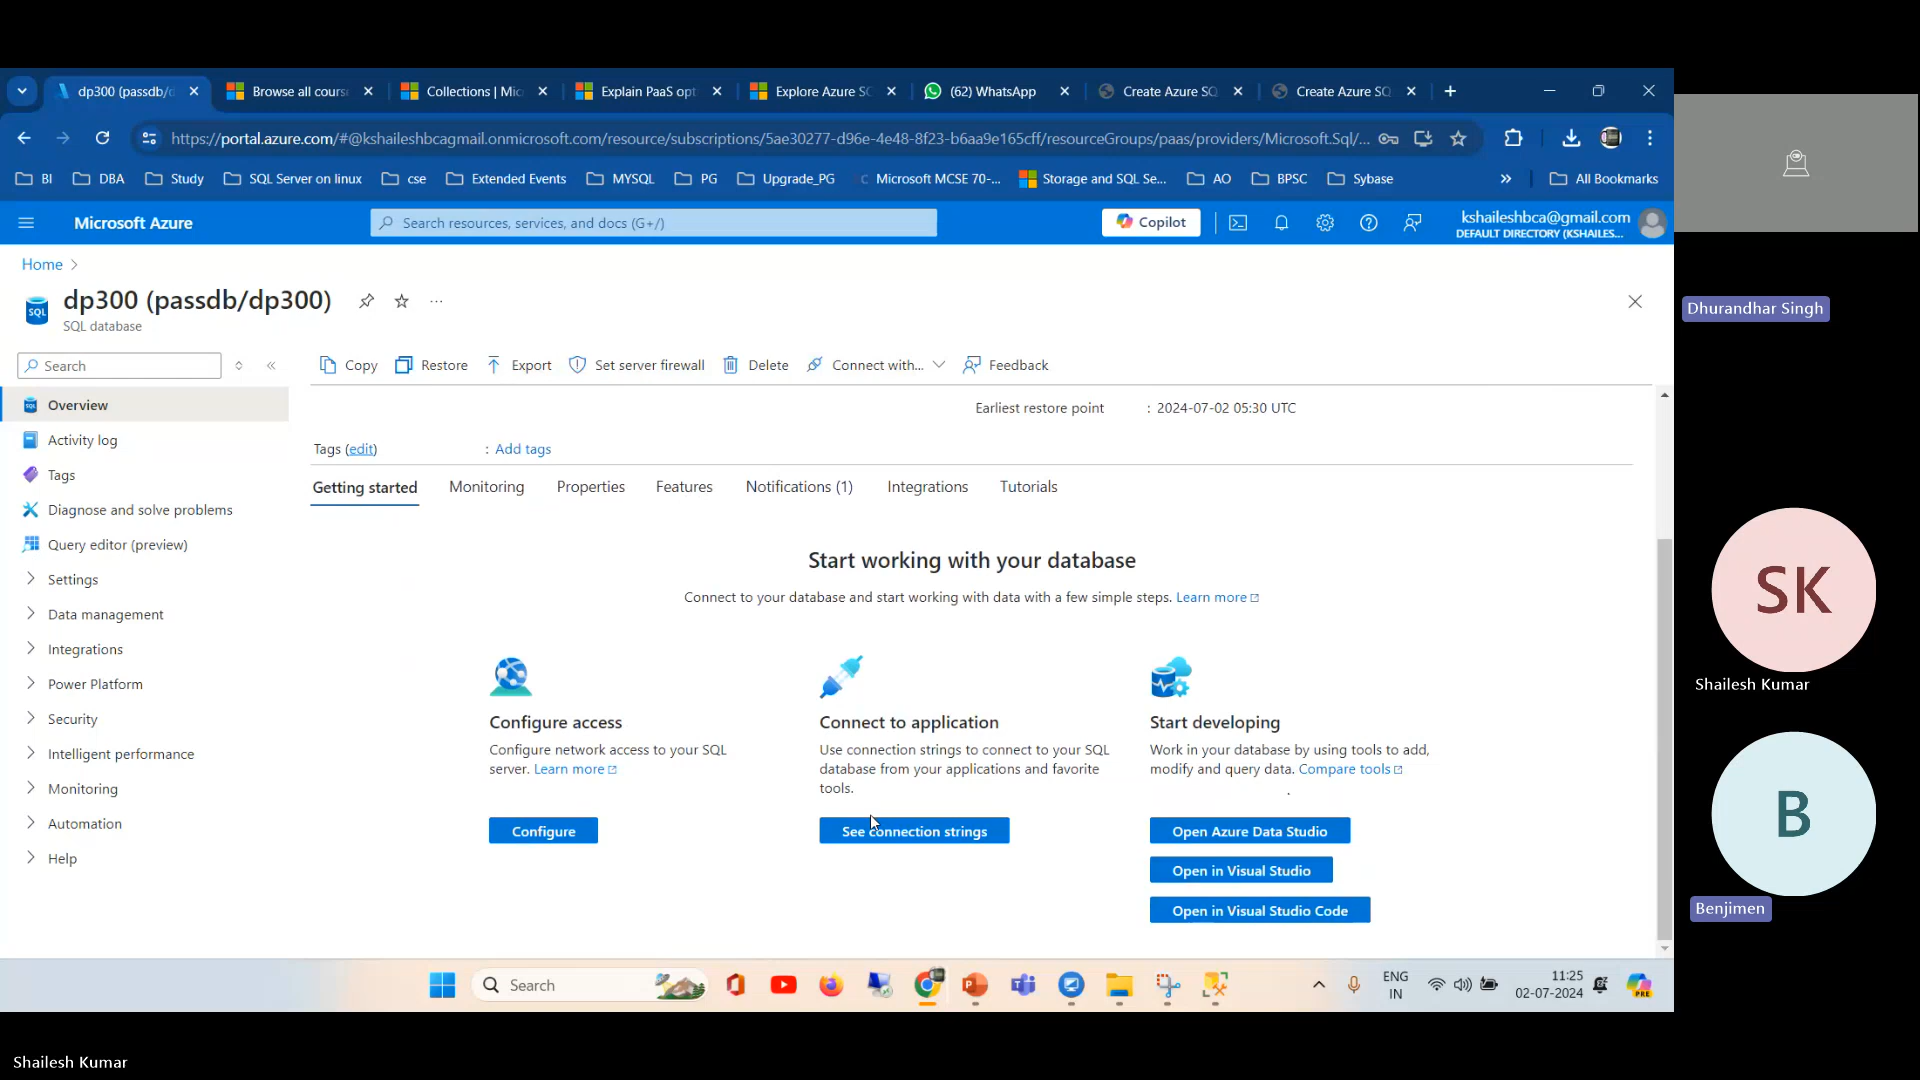 dp300 (passdb/d
Browse all cours
Collections | Mic
Explain PaaS opt
Explore Azure SQ
(62) WhatsApp
Create Azure SQ
Create Azure SQ
https://portal.azure.com/#@kshaileshbcagmail.onmicrosoft.com/resource/subscriptions/5ae30277-d96e-4e48-8f23-b6aa9e165cff/resourceGroups/paas/providers/Microsoft.Sql/...
BI
DBA
Study
SQL Server on linux
cse
Extended Events
MYSQL
PG
Upgrade_PG
Microsoft MCSE 70-...
Storage and SQL Se...
AO
BPSC
Sybase
»
All Bookmarks
Microsoft Azure
Search resources, services, and docs (G+/)
Copilot
kshaileshbca@gmail.com
DEFAULT DIRECTORY (KSHAILES...
Home
SQL
dp300 (passdb/dp300)
...
SQL database
Search
«
Copy
Restore
Export
Set server firewall
Delete
Connect with...
Feedback
Overview
Activity log
Tags
Diagnose and solve problems
Query editor (preview)
Settings
Data management
Integrations
Power Platform
Security
Intelligent performance
Monitoring
Automation
Help
Earliest restore point : 2024-07-02 05:30 UTC
Tags (edit) : Add tags
Getting started
Monitoring
Properties
Features
Notifications (1)
Integrations
Tutorials
Start working with your database
Connect to your database and start working with data with a few simple steps. Learn more
Configure access
Configure network access to your SQL
server. Learn more
Configure
Connect to application
Use connection strings to connect to your SQL
database from your applications and favorite
tools.
See connection strings
Start developing
Work in your database by using tools to add,
modify and query data. Compare tools
Open Azure Data Studio
Open in Visual Studio
Open in Visual Studio Code
Search
ENG
IN
11:25
02-07-2024
PRE
Dhurandhar Singh
SK
Shailesh Kumar
B
Benjimen
Shailesh Kumar